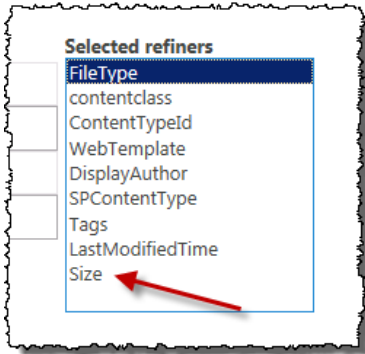 Selected refiners
FileType
contentclass
ContentTypeId
WebTemplate
DisplayAuthor
SPContentType
Tags
LastModifiedTime
Size